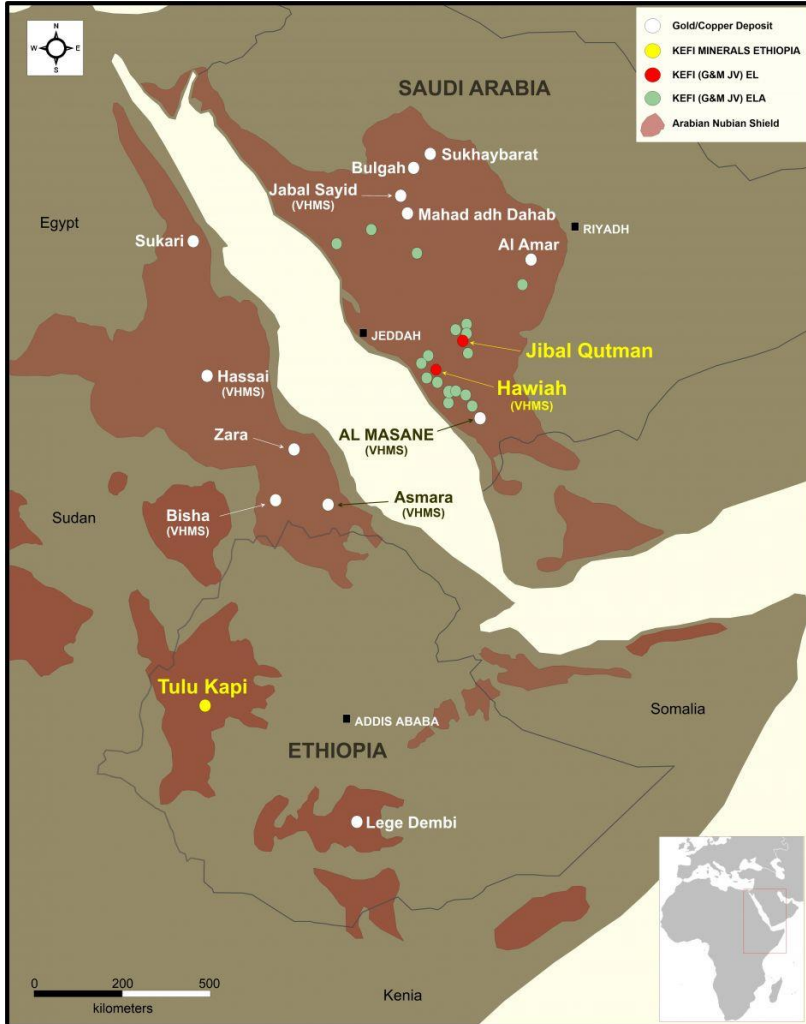 N
W
E
S
Gold/Copper Deposit
KEFI MINERALS ETHIOPIA
KEFI (G&M JV) EL
KEFI (G&M JV) ELA
Arabian Nubian Shield
SAUDI ARABIA
Sukhaybarat
Bulgah
Jabal Sayid
(VHMS)
Mahad adh Dahab
Egypt
Sukari
RIYADH
Al Amar
JEDDAH
Jibal Qutman
Hassai
(VHMS)
Hawiah
(VHMS)
Zara
AL MASANE
(VHMS)
Sudan
Bisha
(VHMS)
Asmara
(VHMS)
Tulu Kapi
ADDIS ABABA
Somalia
ETHIOPIA
Lege Dembi
0
200
500
kilometers
Kenia